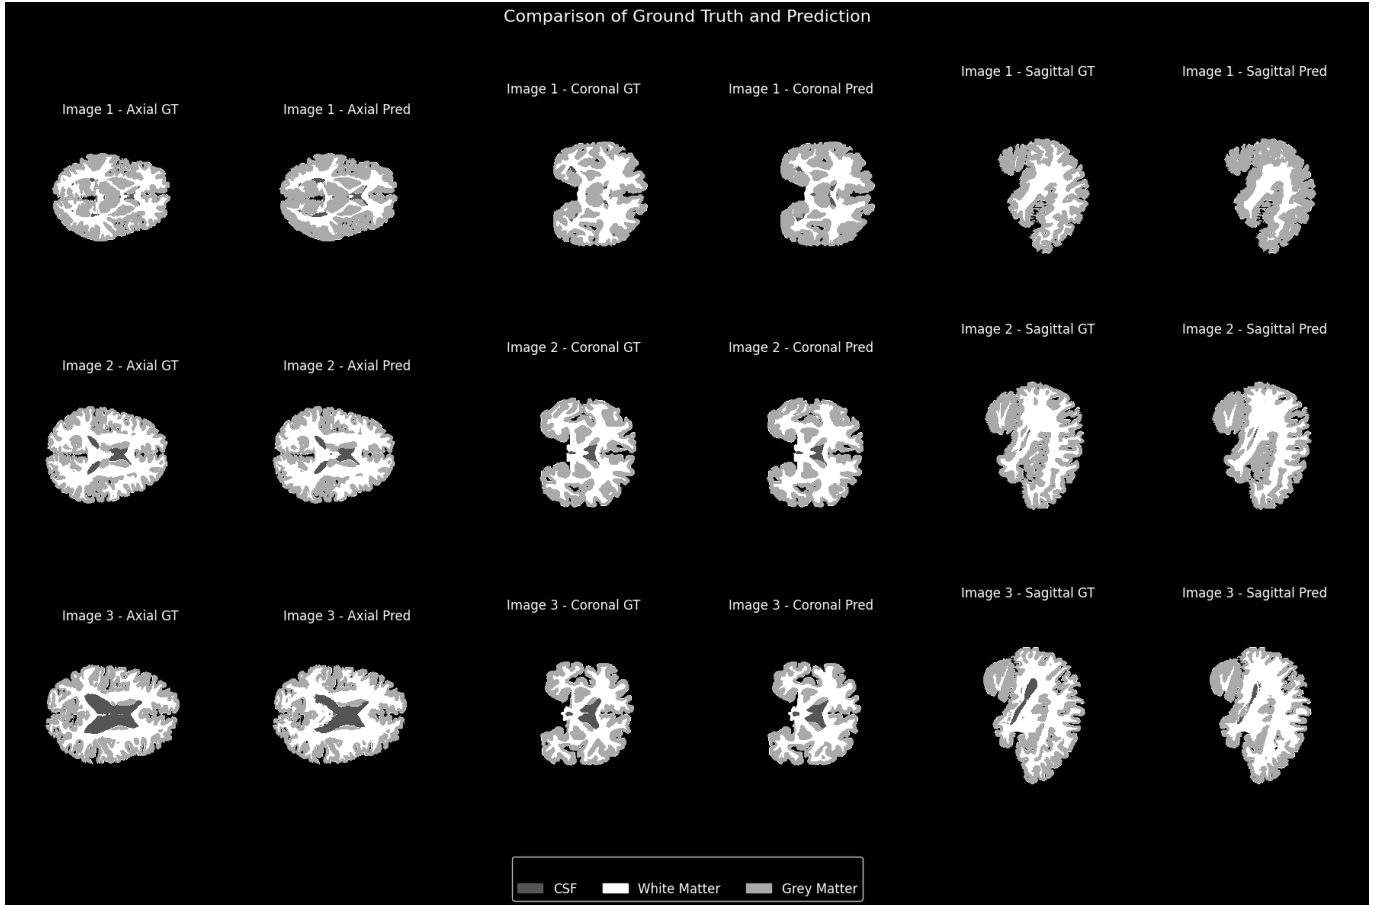 Comparison of Ground Truth and Prediction
Image 1 - Axial GT
Image 1 - Axial Pred
Image 1 - Coronal GT
Image 1 - Coronal Pred
Image 1 - Sagittal GT
Image 1 - Sagittal Pred
Image 2 - Axial GT
Image 2 - Axial Pred
Image 2 - Coronal GT
Image 2 - Coronal Pred
Image 2 - Sagittal GT
Image 2 - Sagittal Pred
Image 3 - Axial GT
Image 3 - Axial Pred
Image 3 - Coronal GT
Image 3 - Coronal Pred
Image 3 - Sagittal GT
Image 3 - Sagittal Pred
CSF
White Matter
Grey Matter